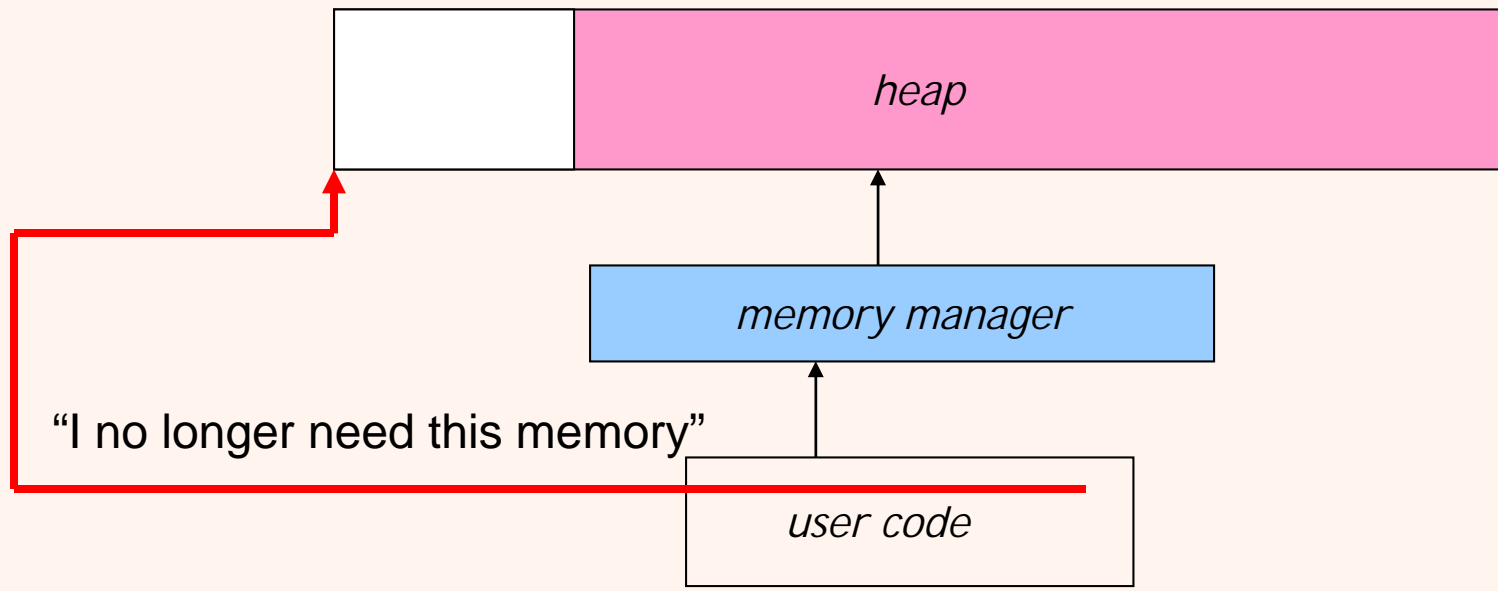 heap
memory manager
“I no longer need this memory”
user code